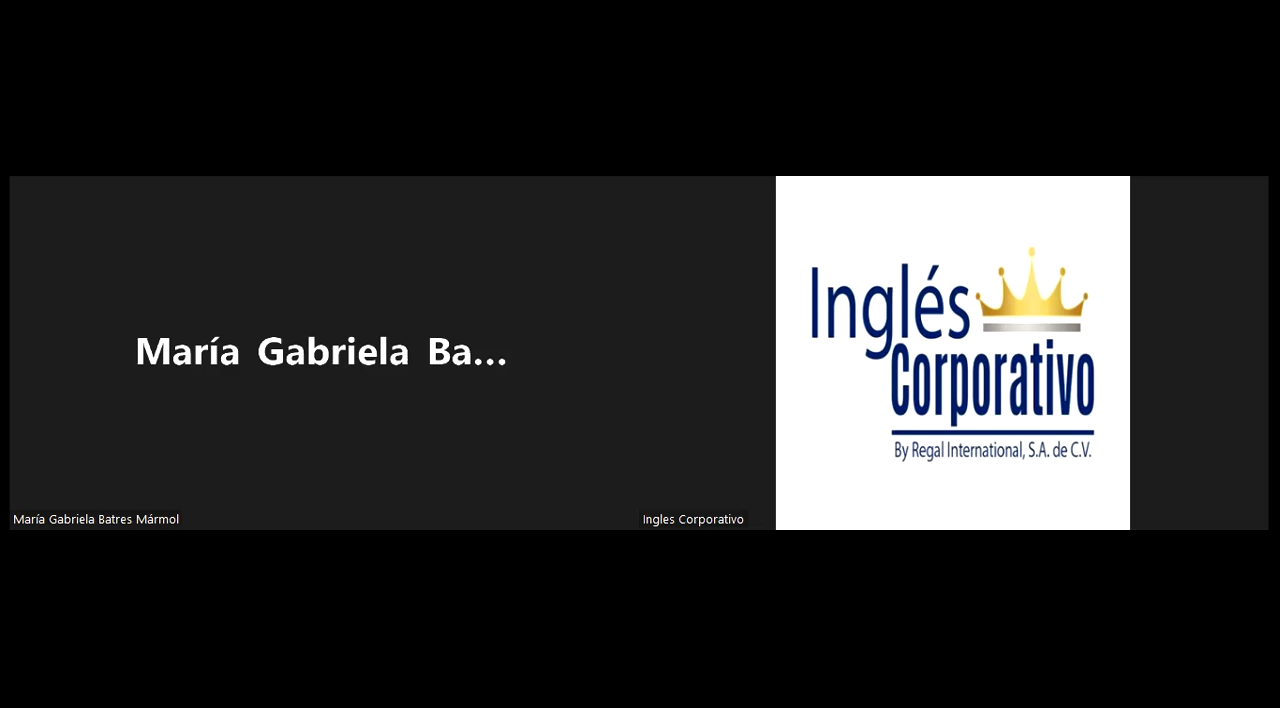 María Gabriela Ba...
Inglés
Corporativo
By Regal International, S.A. de C.V.
María Gabriela Batres Mármol
Ingles Corporativo